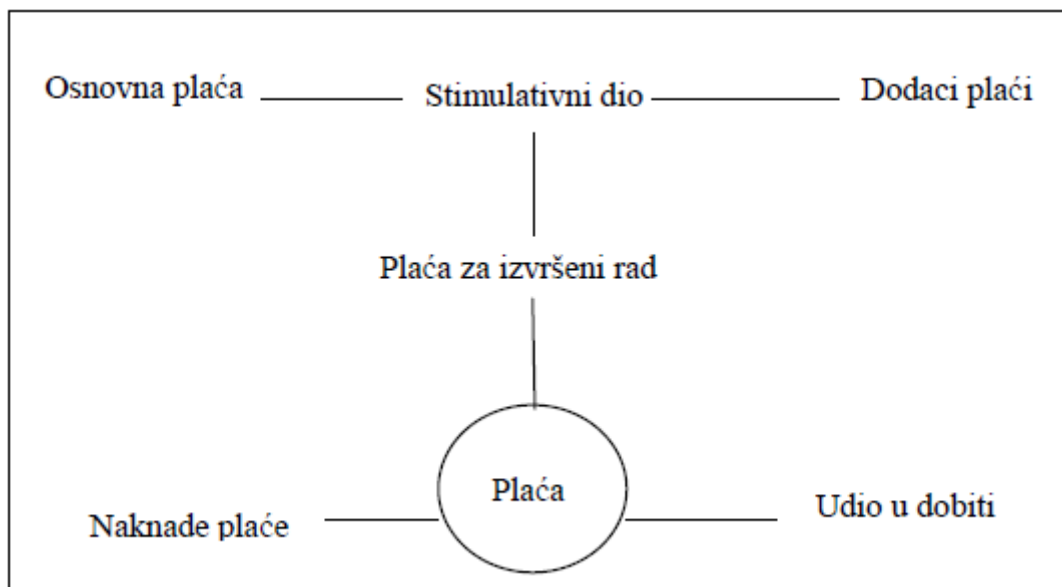 Osnovna plaća
Stimulativni dio
Dodaci plaći
Plaća za izvršeni rad
Plaća
Naknade plaće
Udio u dobiti